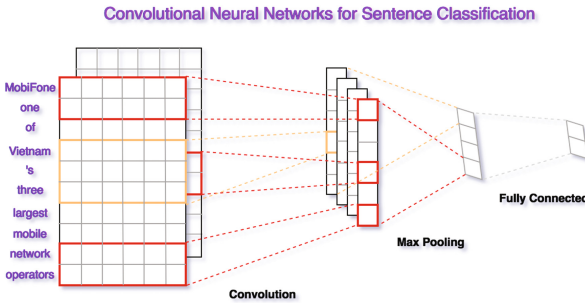 Convolutional Neural Networks for Sentence Classification
MobiFone
one
of
Vietnam
's
three
largest
mobile
network
operators
Convolution
Max Pooling
Fully Connected